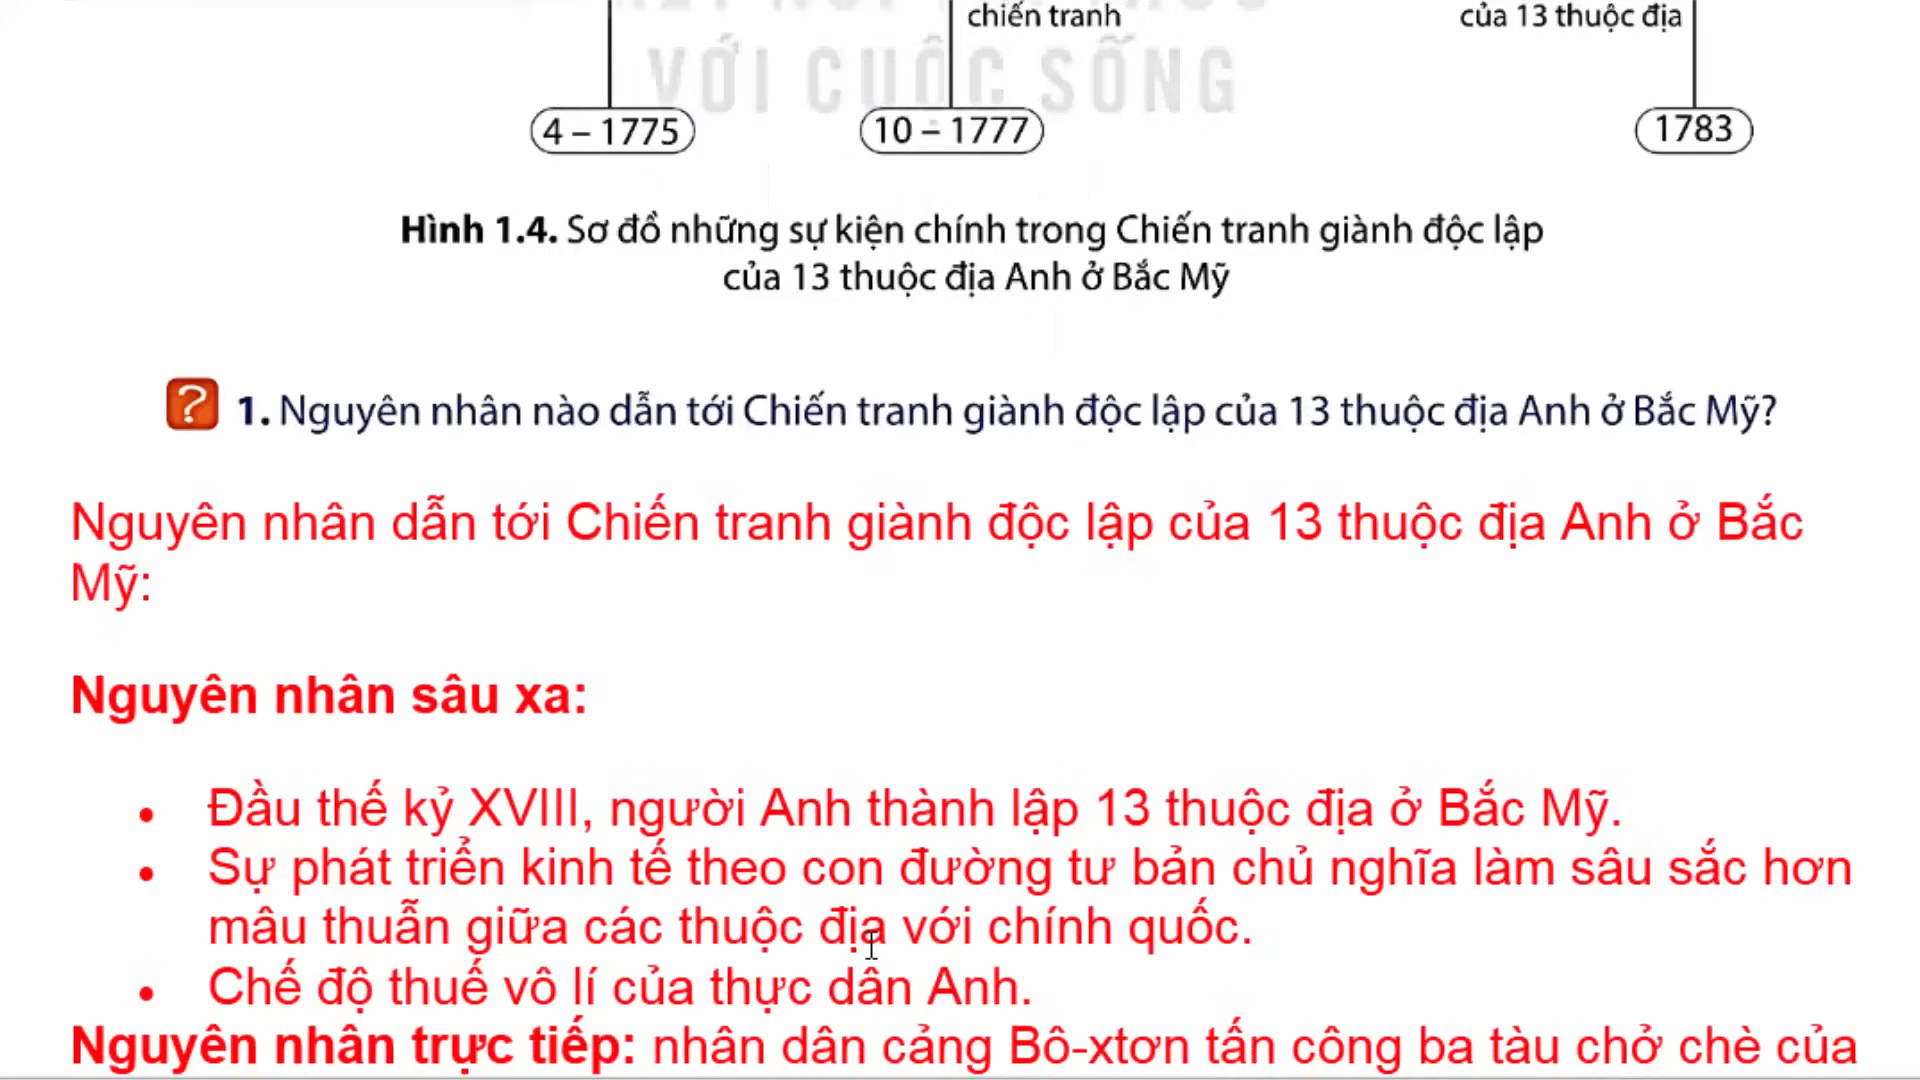 chiến tranh
của 13 thuộc địa
VỚI CUỘC SỐNG
4 – 1775
10 – 1777
1783
Hình 1.4. Sơ đồ những sự kiện chính trong Chiến tranh giành độc lập
của 13 thuộc địa Anh ở Bắc Mỹ
? 1. Nguyên nhân nào dẫn tới Chiến tranh giành độc lập của 13 thuộc địa Anh ở Bắc Mỹ?
Nguyên nhân dẫn tới Chiến tranh giành độc lập của 13 thuộc địa Anh ở Bắc
Mỹ:
Nguyên nhân sâu xa:
• Đầu thế kỷ XVIII, người Anh thành lập 13 thuộc địa ở Bắc Mỹ.
• Sự phát triển kinh tế theo con đường tư bản chủ nghĩa làm sâu sắc hơn
mâu thuẫn giữa các thuộc địa với chính quốc.
• Chế độ thuế vô lí của thực dân Anh.
Nguyên nhân trực tiếp: nhân dân cảng Bô-xtơn tấn công ba tàu chở chè của